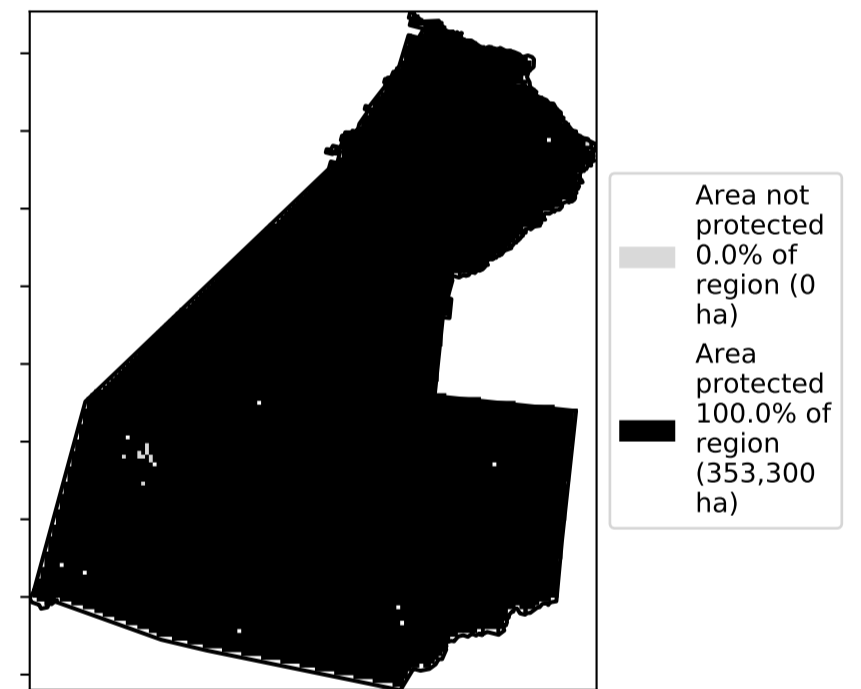 Area not
protected
0.0% of
region (0
ha)
Area
protected
100.0% of
region
(353,300
ha)